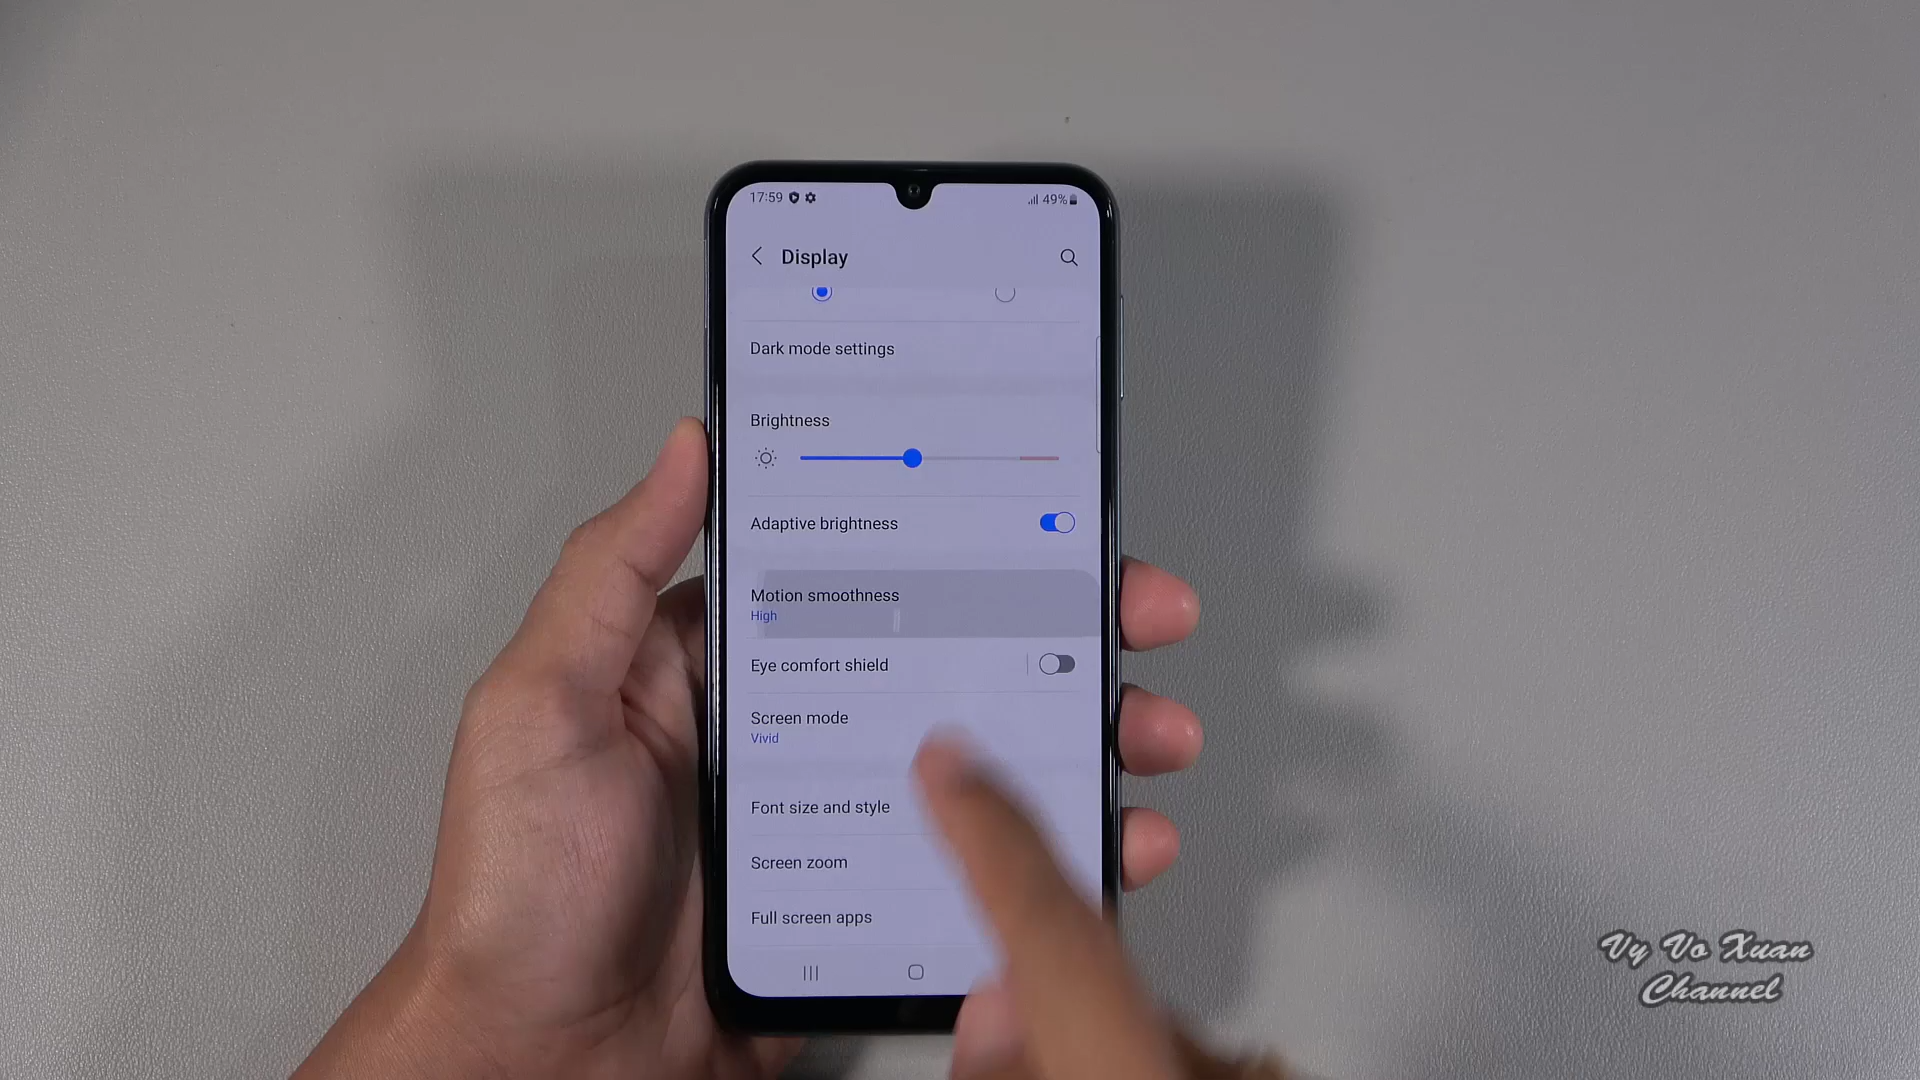 17:59
49%
Display
Dark mode settings
Brightness
Adaptive brightness
Motion smoothness
High
Eye comfort shield
Screen mode
Vivid
Font size and style
Screen zoom
Full screen apps
Vy Vo Xuan
Channel